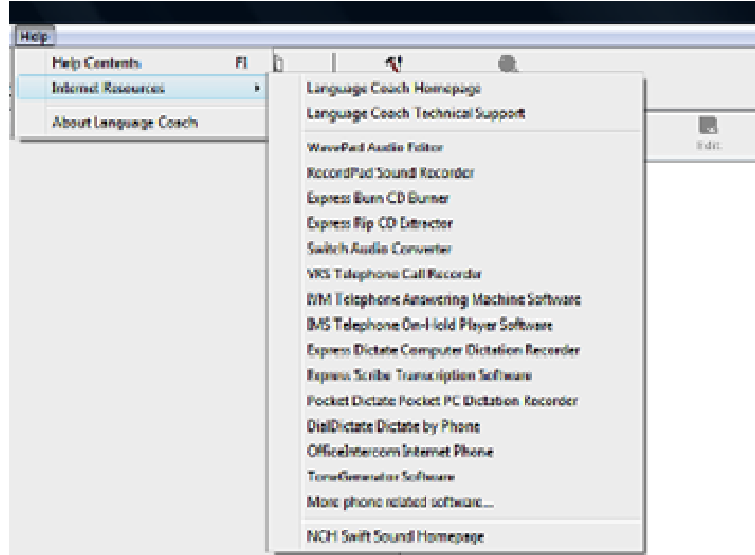 Help
Help Contents F1
Internet Resources
About Language Coach
Language Coach Homepage
Language Coach Technical Support
Edit
WavePad Audio Editor
RecordPad Sound Recorder
Express Burn CD Burner
Express Rip CD Extractor
Switch Audio Converter
VRS Telephone Call Recorder
IVM Telephone Answering Machine Software
IMS Telephone On-Hold Player Software
Express Dictate Computer Dictation Recorder
Express Scribe Transcription Software
Pocket Dictate Pocket PC Dictation Recorder
DialDictate Dictate by Phone
OfficeIntercom Internet Phone
ToneGenerator Software
More phone related software...
NCH Swift Sound Homepage